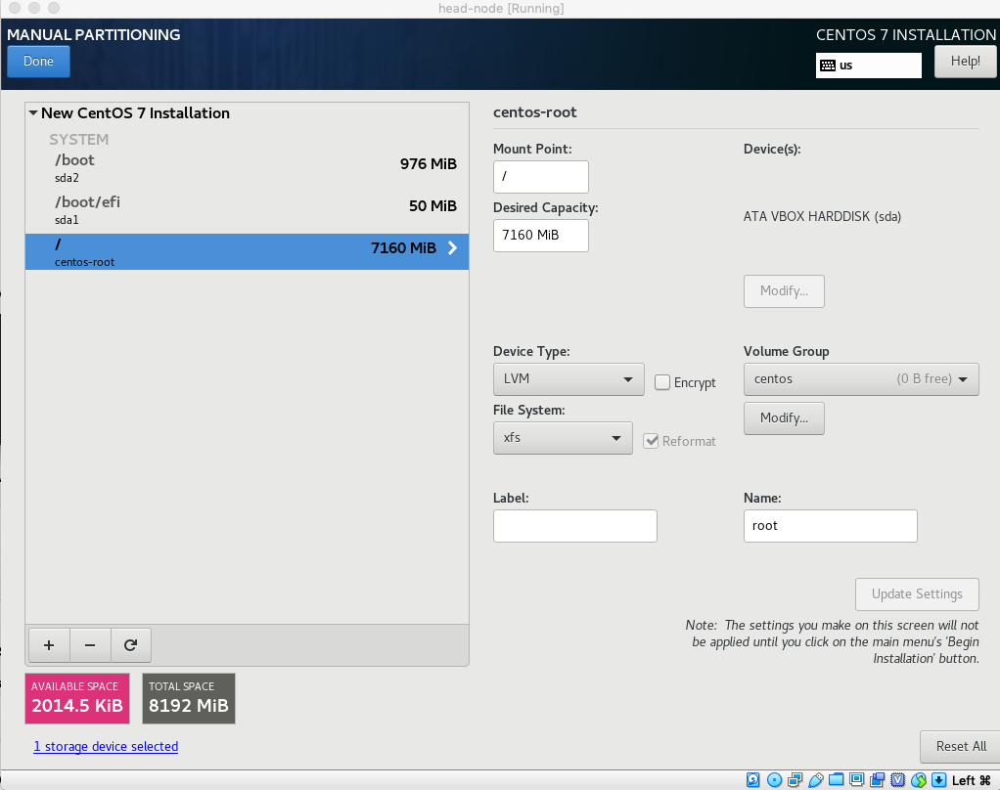 head-node [Running]
MANUAL PARTITIONING
CENTOS 7 INSTALLATION
Done
us
Help!
New CentOS 7 Installation
SYSTEM
/boot
976 MiB
sda2
/boot/efi
50 MiB
sda1
/
7160 MiB
centos-root
AVAILABLE SPACE
2014.5 KiB
TOTAL SPACE
8192 MiB
1 storage device selected
centos-root
Mount Point:
/
Device(s):
Desired Capacity:
7160 MiB
ATA VBOX HARDDISK (sda)
Modify...
Device Type:
LVM
Encrypt
Volume Group
centos (0 B free)
File System:
xfs
Reformat
Modify...
Label:
Name:
root
Update Settings
Note: The settings you make on this screen will not
be applied until you click on the main menu's 'Begin
Installation' button.
Reset All
Left ⌘